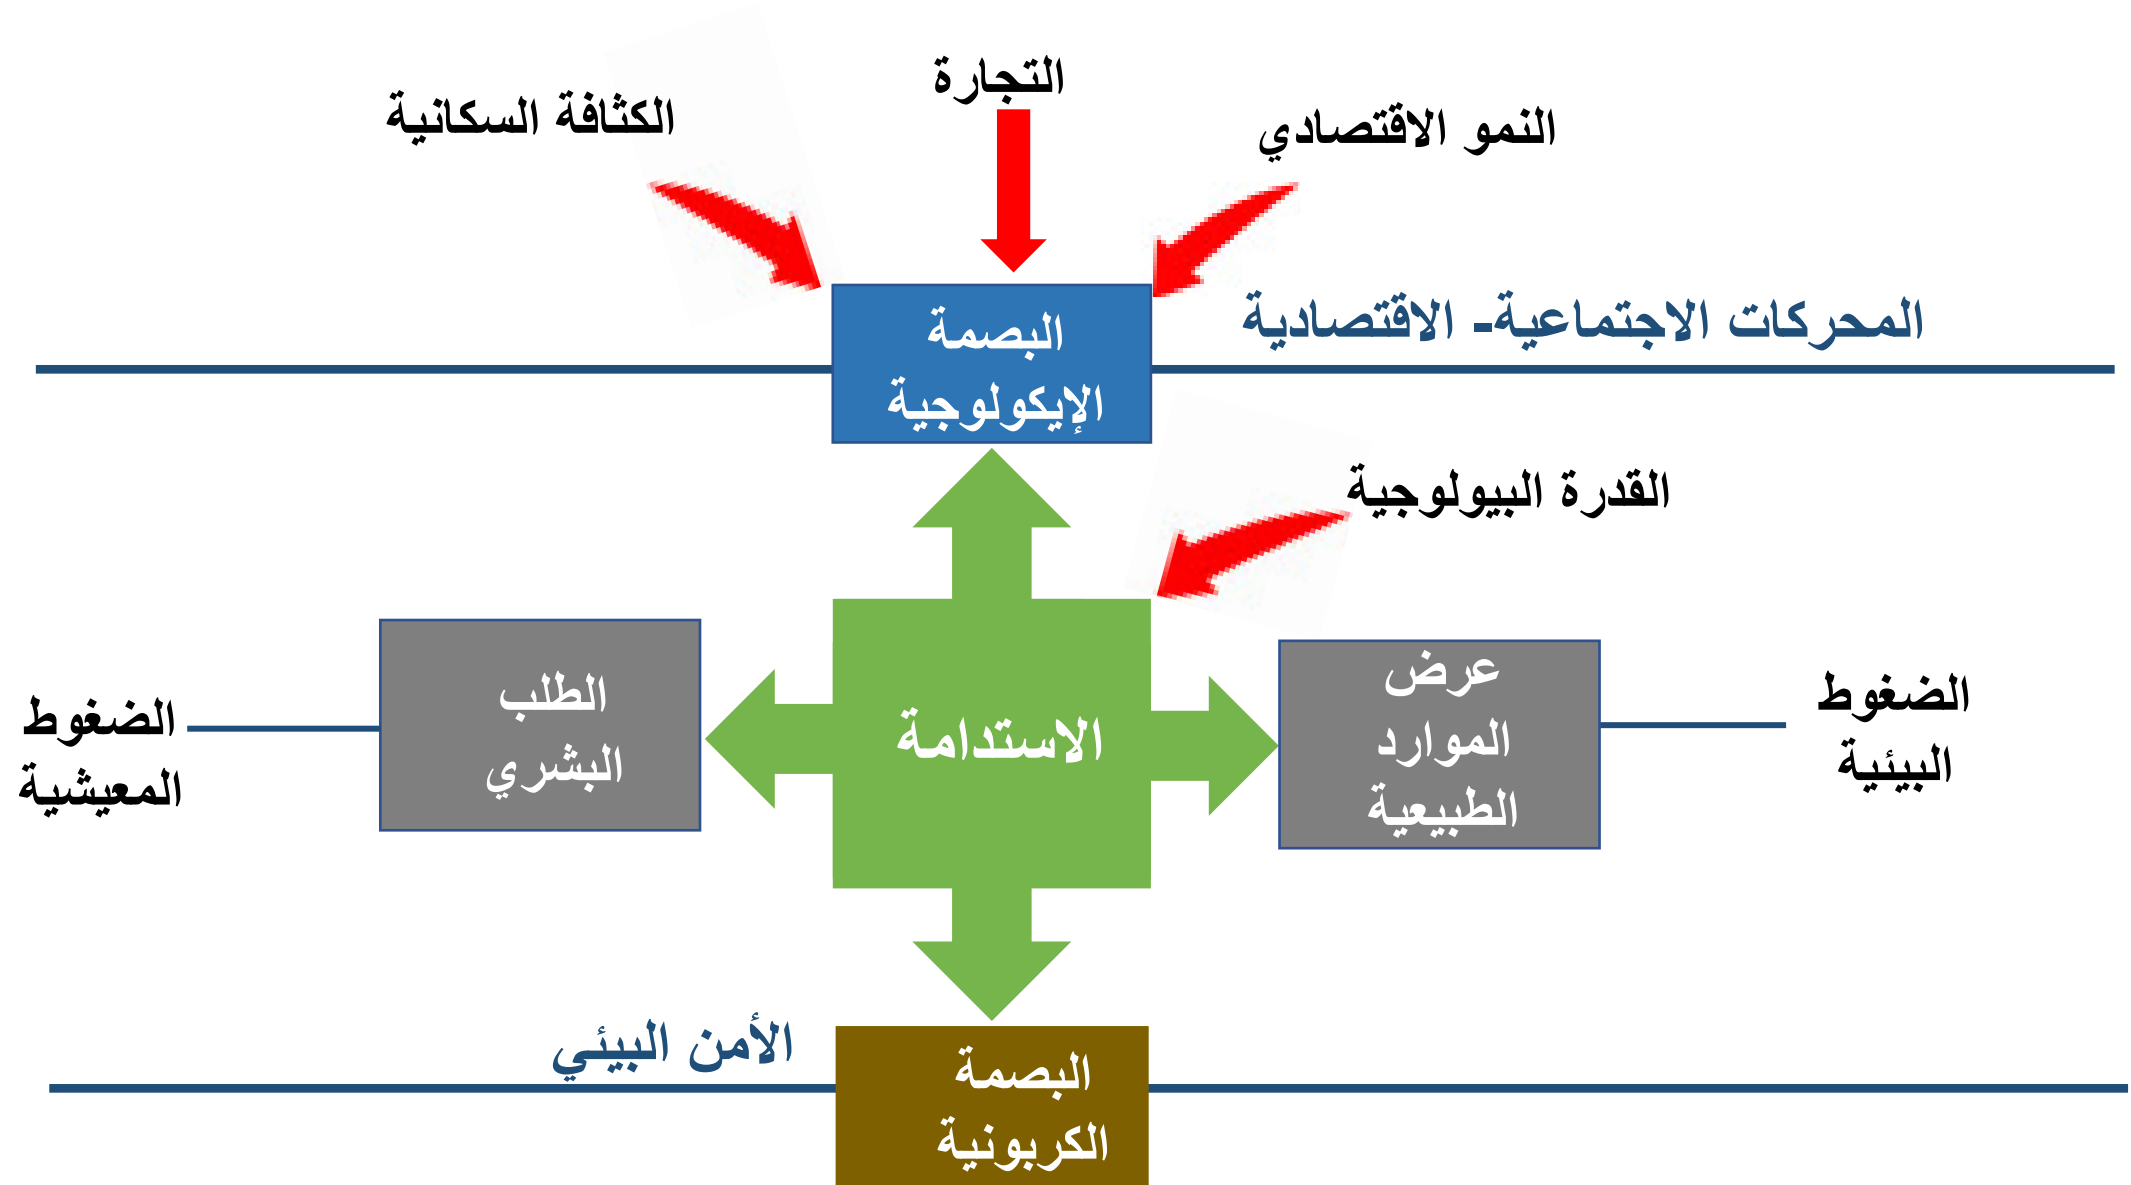 التجارة
النمو الاقتصادي
الكثافة السكانية
المحركات الاجتماعية- الاقتصادية
البصمة
الإيكولوجية
القدرة البيولوجية
الضغوط
البيئية
عرض
الموارد
الطبيعية
الاستدامة
الطلب
البشري
الضغوط
المعيشية
الأمن البيئي
البصمة
الكربونية